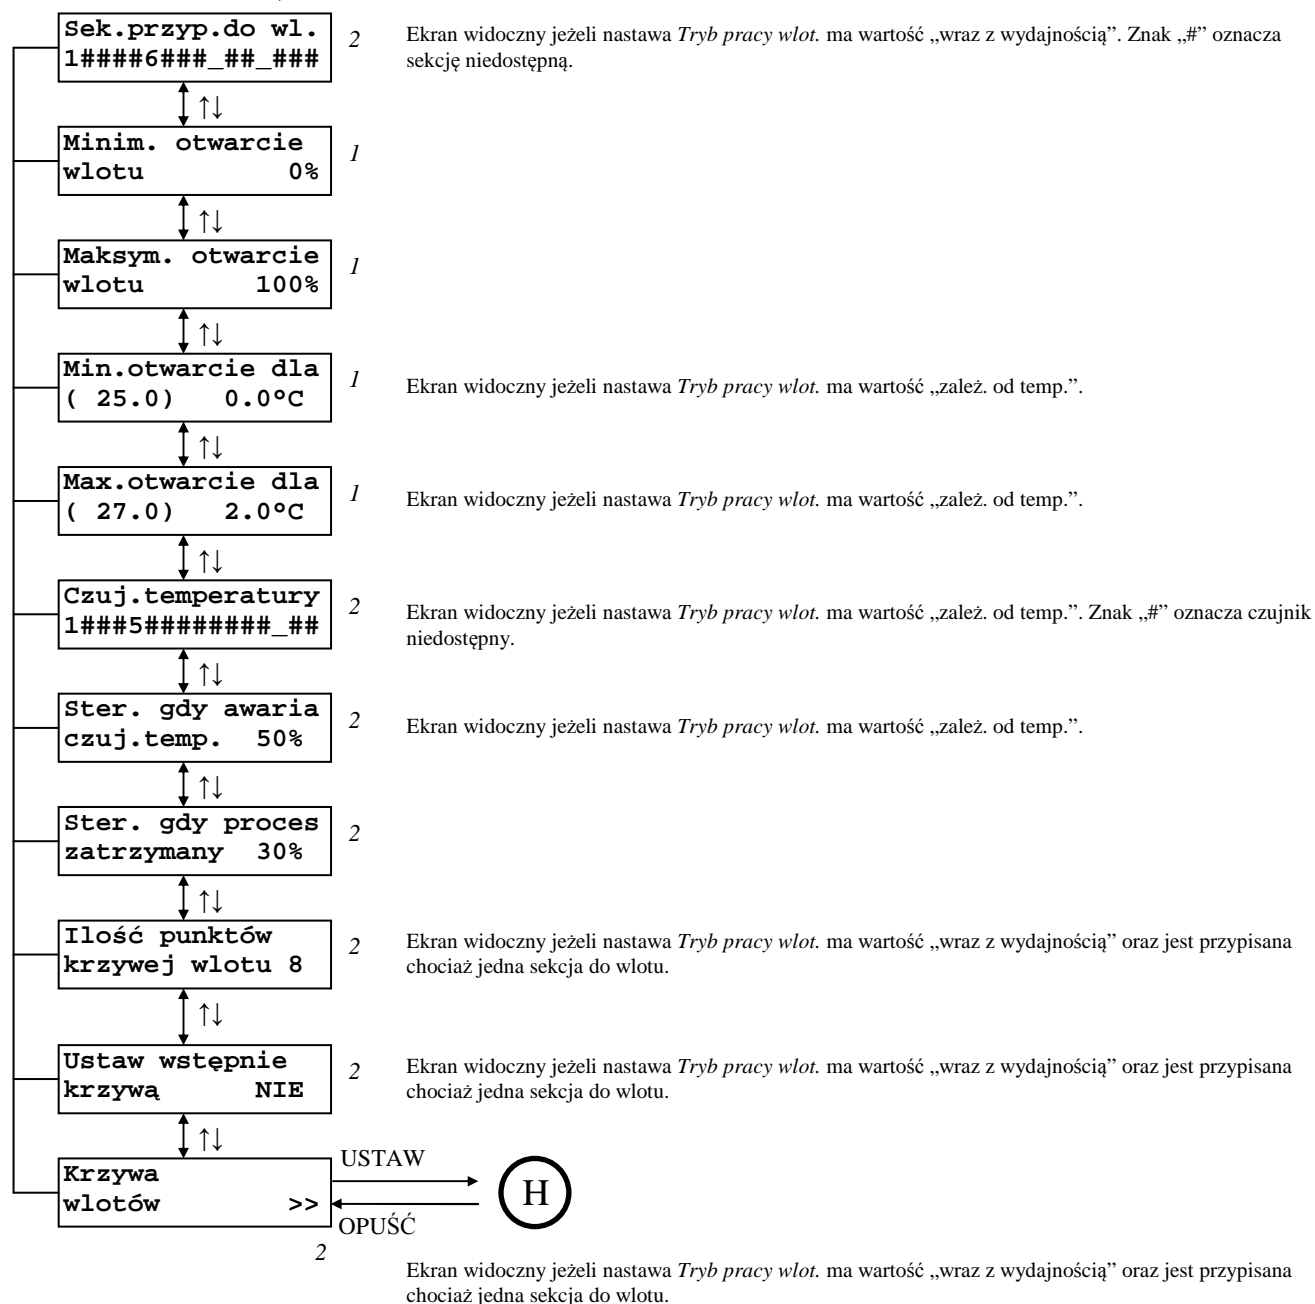 Sek.przyp.do wl.
1####6###_##_###
2
Ekran widoczny jeżeli nastawa Tryb pracy wlot. ma wartość „wraz z wydajnością”. Znak „#” oznacza
sekcję niedostępną.
↑↓
Minim. otwarcie
wlotu 0%
1
↑↓
Maksym. otwarcie
wlotu 100%
1
↑↓
Min.otwarcie dla
( 25.0) 0.0°C
1
Ekran widoczny jeżeli nastawa Tryb pracy wlot. ma wartość „zależ. od temp.”.
↑↓
Max.otwarcie dla
( 27.0) 2.0°C
1
Ekran widoczny jeżeli nastawa Tryb pracy wlot. ma wartość „zależ. od temp.”.
↑↓
Czuj.temperatury
1###5########_##
2
Ekran widoczny jeżeli nastawa Tryb pracy wlot. ma wartość „zależ. od temp.”. Znak „#” oznacza czujnik
niedostępny.
↑↓
Ster. gdy awaria
czuj.temp. 50%
2
Ekran widoczny jeżeli nastawa Tryb pracy wlot. ma wartość „zależ. od temp.”.
↑↓
Ster. gdy proces
zatrzymany 30%
2
↑↓
Ilość punktów
krzywej wlotu 8
2
Ekran widoczny jeżeli nastawa Tryb pracy wlot. ma wartość „wraz z wydajnością” oraz jest przypisana
chociaż jedna sekcja do wlotu.
↑↓
Ustaw wstępnie
krzywą NIE
2
Ekran widoczny jeżeli nastawa Tryb pracy wlot. ma wartość „wraz z wydajnością” oraz jest przypisana
chociaż jedna sekcja do wlotu.
↑↓
Krzywa
wlotów >>
USTAW
H
OPUŚĆ
2
Ekran widoczny jeżeli nastawa Tryb pracy wlot. ma wartość „wraz z wydajnością” oraz jest przypisana
chociaż jedna sekcja do wlotu.